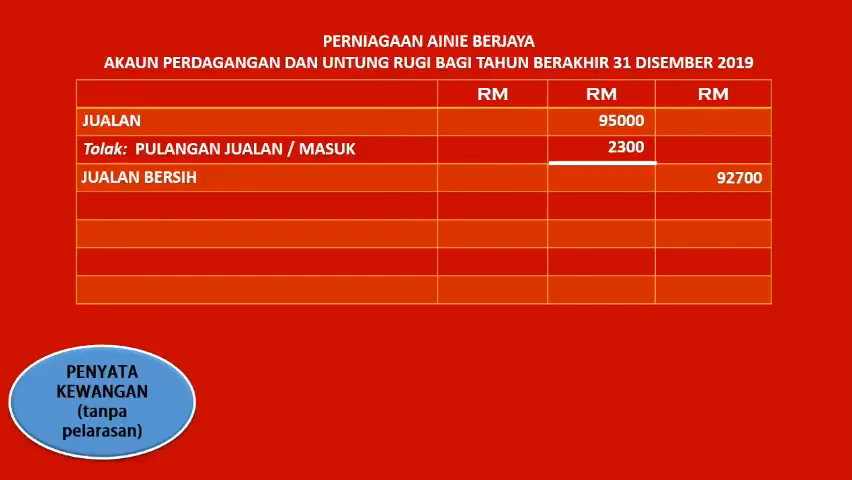 PERNIAGAAN AINIE BERJAYA
AKAUN PERDAGANGAN DAN UNTUNG RUGI BAGI TAHUN BERAKHIR 31 DISEMBER 2019
RM RM RM
JUALAN 95000
Tolak: PULANGAN JUALAN / MASUK 2300
JUALAN BERSIH 92700
PENYATA
KEWANGAN
(tanpa
pelarasan)